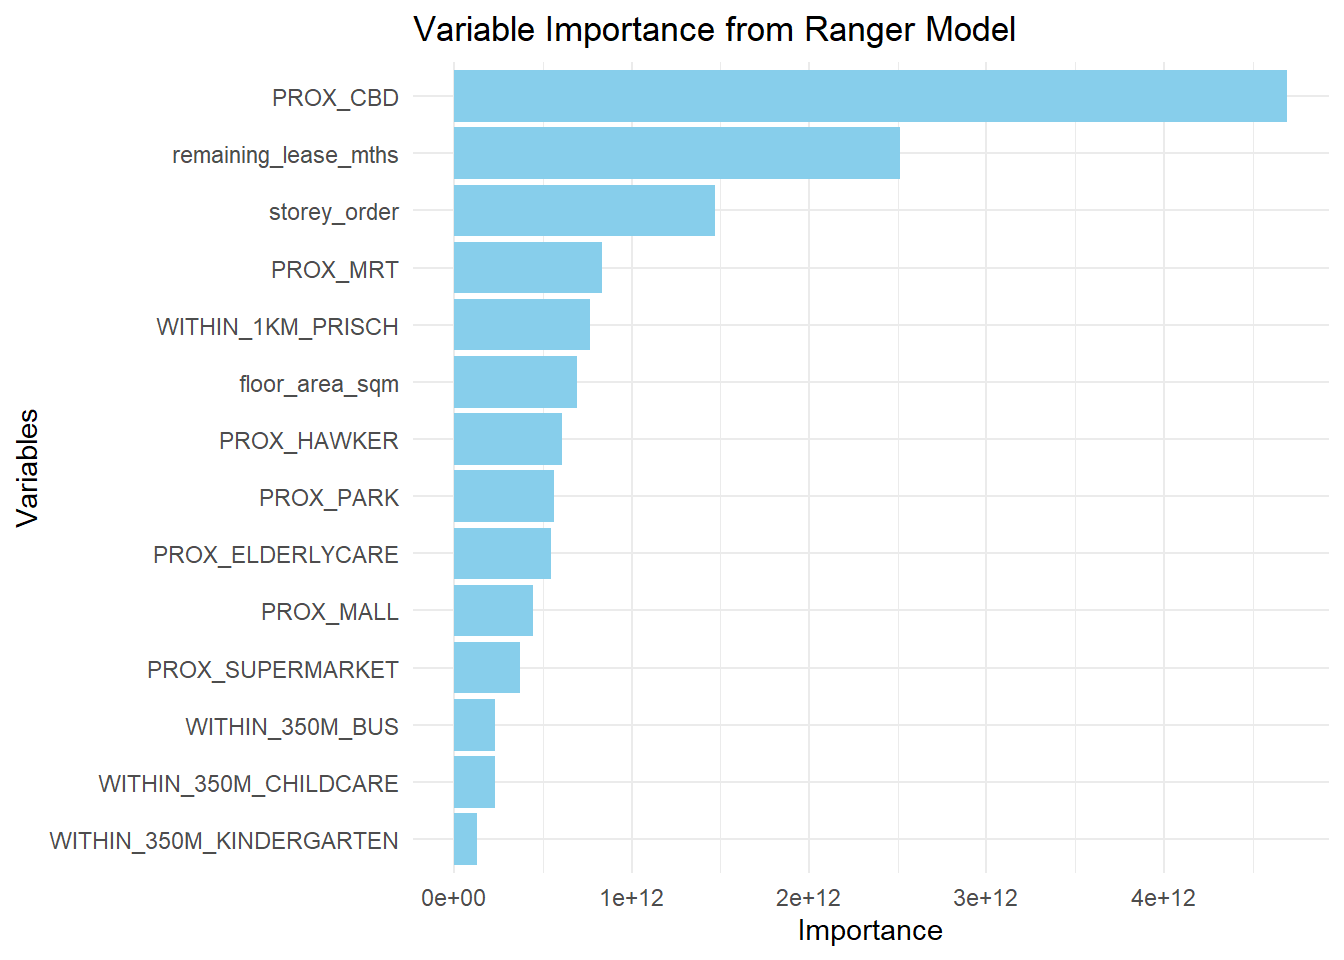 Variable Importance from Ranger Model
PROX_CBD
remaining_lease_mths
storey_order
PROX_MRT
WITHIN_1KM_PRISCH
floor_area_sqm
PROX_HAWKER
PROX_PARK
PROX_ELDERLYCARE
PROX_MALL
PROX_SUPERMARKET
WITHIN_350M_BUS
WITHIN_350M_CHILDCARE
WITHIN_350M_KINDERGARTEN
Variables
0e+00 1e+12 2e+12 3e+12 4e+12
Importance